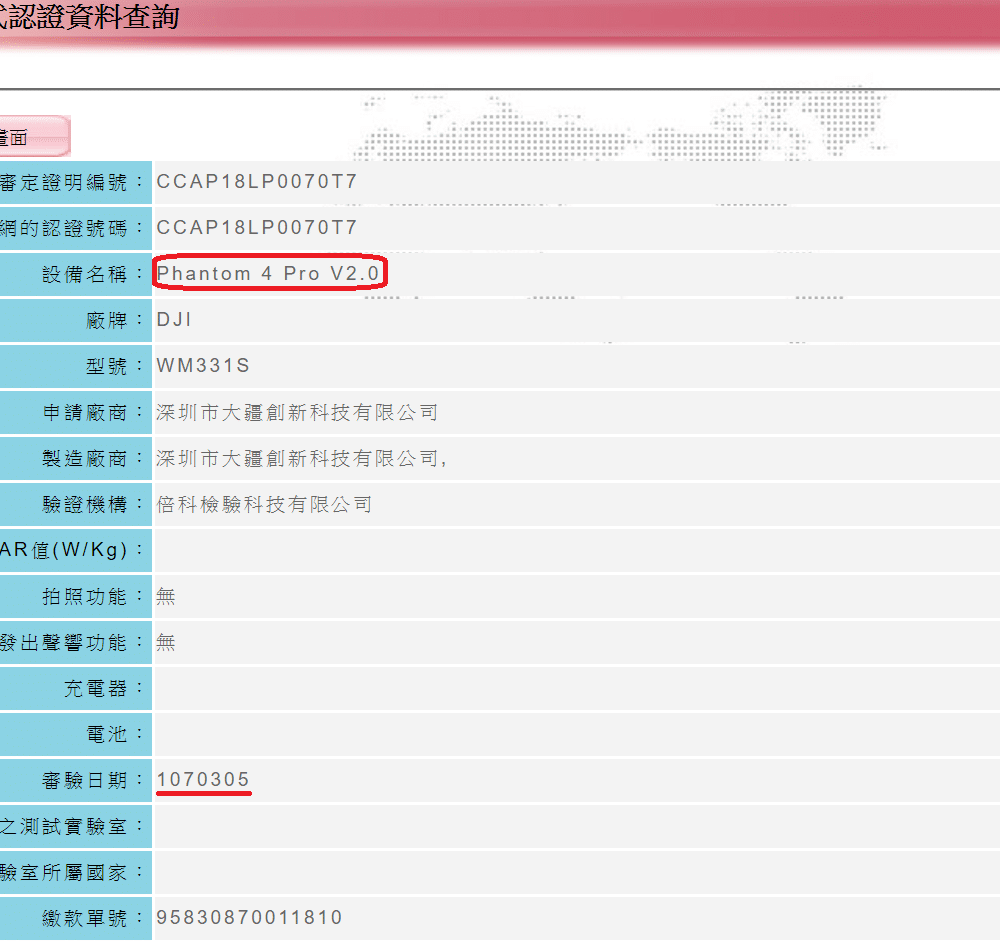 式認證資料查詢
畫面
審定證明編號： CCAP18LP0070T7
網的認證號碼： CCAP18LP0070T7
設備名稱： Phantom 4 Pro V2.0
廠牌： DJI
型號： WM331S
申請廠商： 深圳市大疆創新科技有限公司
製造廠商： 深圳市大疆創新科技有限公司,
驗證機構： 倍科檢驗科技有限公司
AR值(W/Kg)：
拍照功能： 無
發出聲響功能： 無
充電器：
電池：
審驗日期： 1070305
之測試實驗室：
驗室所屬國家：
繳款單號： 95830870011810